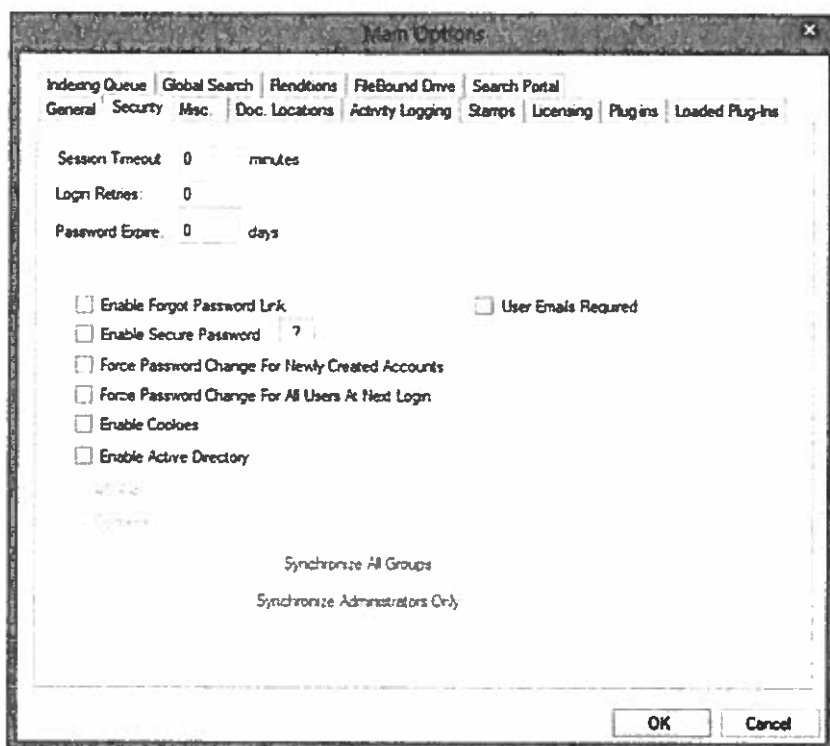 Main Options
Indexing Queue Global Search Renditions FileBound Drive Search Portal
General Security Misc. Doc. Locations Activity Logging Stamps Licensing Plug-ins Loaded Plug-Ins
Session Timeout 0 minutes
Login Retries: 0
Password Expire. 0 days
Enable Forgot Password Link User Emails Required
Enable Secure Password ?
Force Password Change For Newly Created Accounts
Force Password Change For All Users At Next Login
Enable Cookies
Enable Active Directory
Synchronize All Groups
Synchronize Administrators Only
OK Cancel